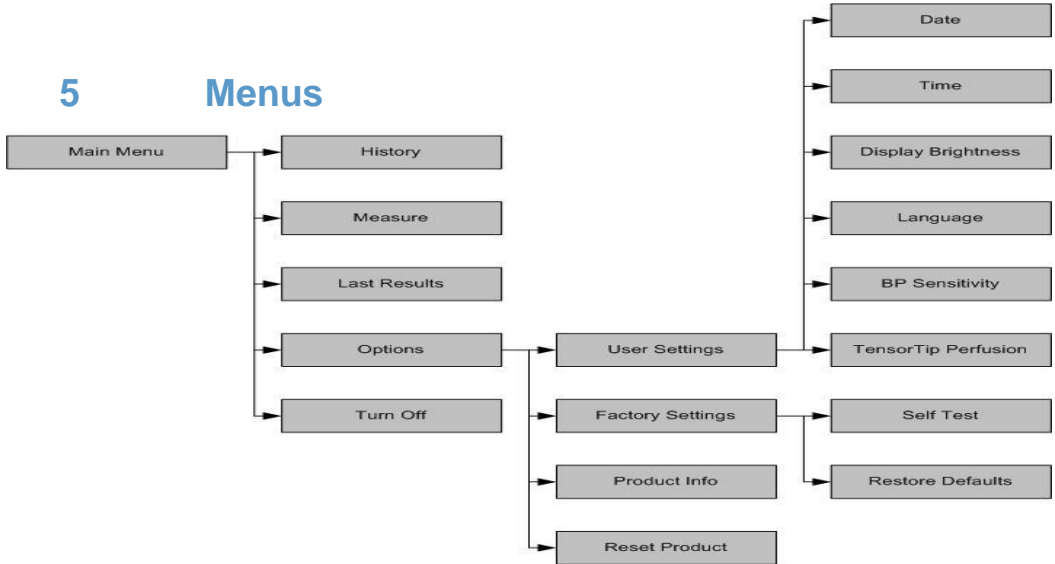 5 Menus
Main Menu
History
Measure
Last Results
Options
Turn Off
User Settings
Factory Settings
Product Info
Reset Product
Date
Time
Display Brightness
Language
BP Sensitivity
TensorTip Perfusion
Self Test
Restore Defaults